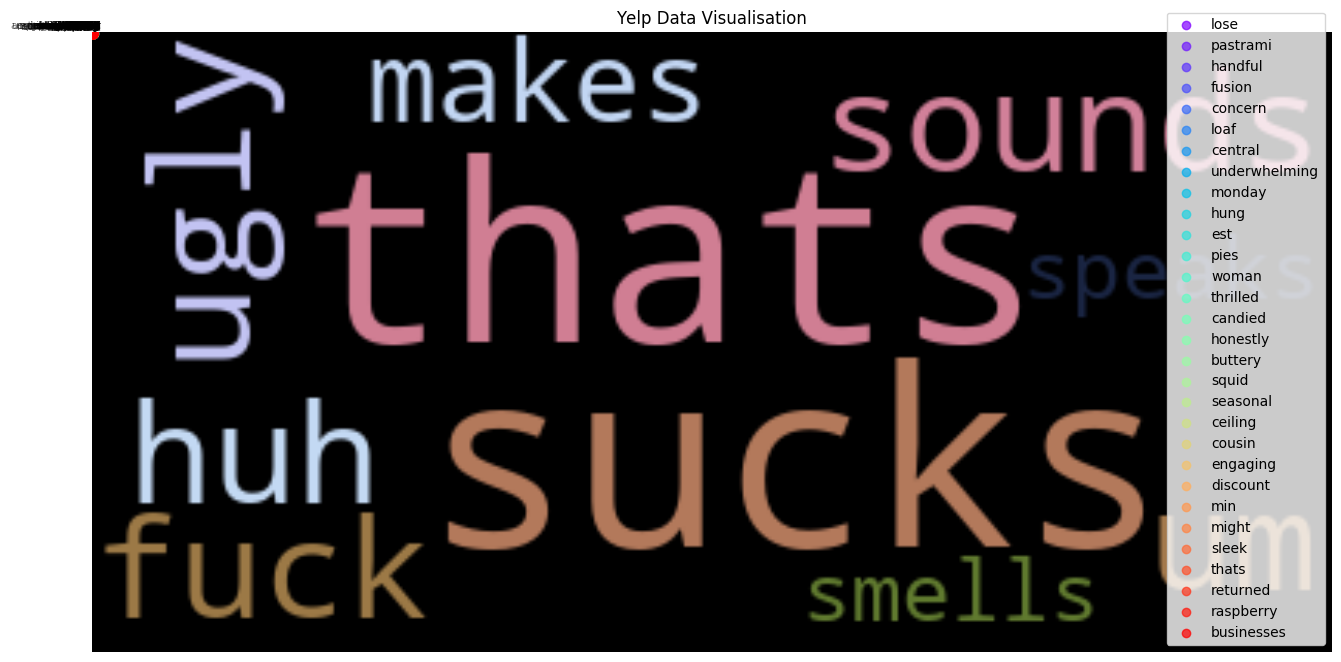 Yelp Data Visualisation
ugly
makes
sounds
thats
speaks
huh
sucks
fuck
smells
um
lose
pastrami
handful
fusion
concern
loaf
central
underwhelming
monday
hung
est
pies
woman
thrilled
candied
honestly
buttery
squid
seasonal
ceiling
cousin
engaging
discount
min
might
sleek
thats
returned
raspberry
businesses